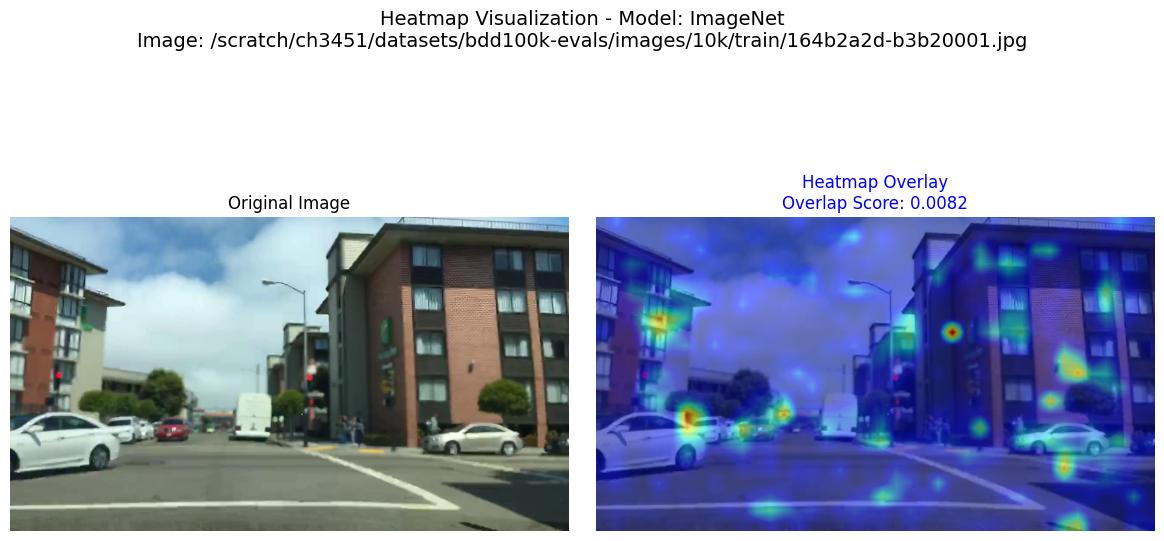 Heatmap Visualization - Model: ImageNet
Image: /scratch/ch3451/datasets/bdd100k-evals/images/10k/train/164b2a2d-b3b20001.jpg
Original Image
Heatmap Overlay
Overlap Score: 0.0082